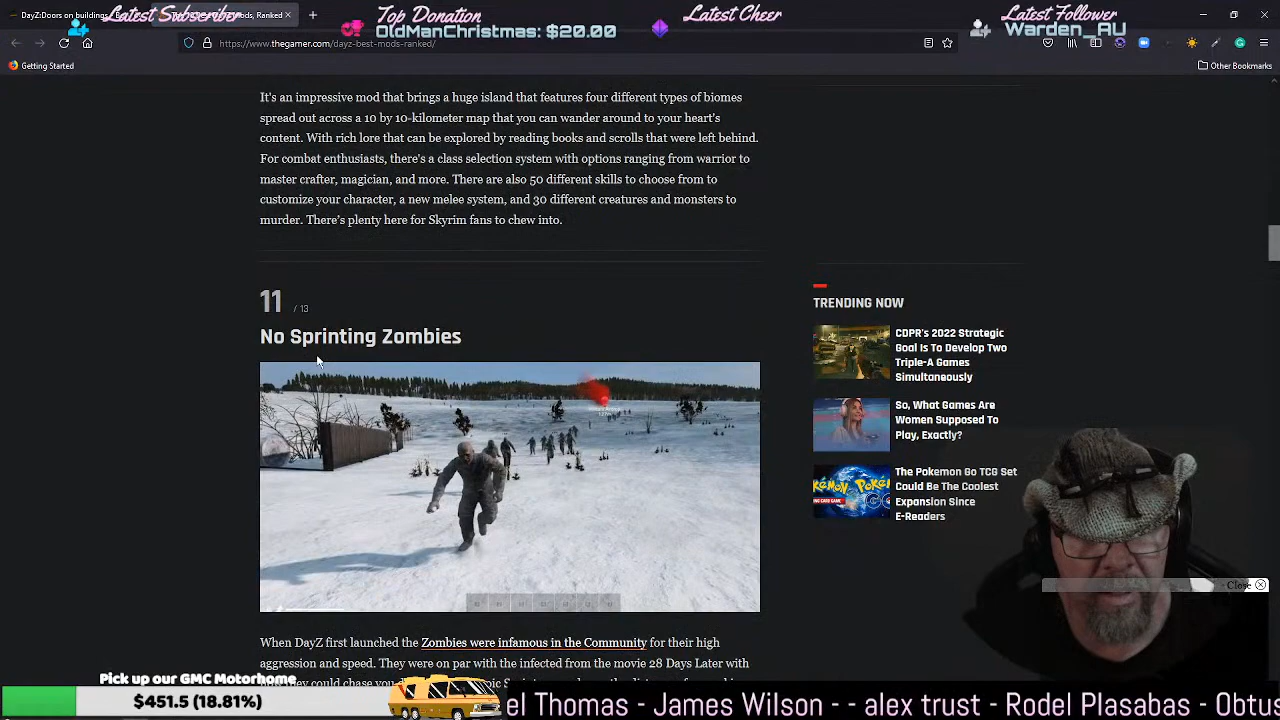 Latest Subscriber
Top Donation
OldManChristmas: $20.00
Latest Cheer
Latest Follower
Warden_AU
DayZ:Doors on building
ds, Ranked
https://www.thegamer.com/dayz-best-mods-ranked/
Getting Started
Other Bookmarks
It's an impressive mod that brings a huge island that features four different types of biomes
spread out across a 10 by 10-kilometer map that you can wander around to your heart's
content. With rich lore that can be explored by reading books and scrolls that were left behind.
For combat enthusiasts, there's a class selection system with options ranging from warrior to
master crafter, magician, and more. There are also 50 different skills to choose from to
customize your character, a new melee system, and 30 different creatures and monsters to
murder. There's plenty here for Skyrim fans to chew into.
11 / 13
No Sprinting Zombies
TRENDING NOW
CDPR's 2022 Strategic
Goal Is To Develop Two
Triple-A Games
Simultaneously
So, What Games Are
Women Supposed To
Play, Exactly?
The Pokemon Go TCG Set
Could Be The Coolest
Expansion Since
E-Readers
- Close
When DayZ first launched the Zombies were infamous in the Community for their high
aggression and speed. They were on par with the infected from the movie 28 Days Later with
Pick up our GMC Motorhome
$451.5 (18.81%)
el Thomas - James Wilson - - alex trust - Rodel Plasabas - Obtus